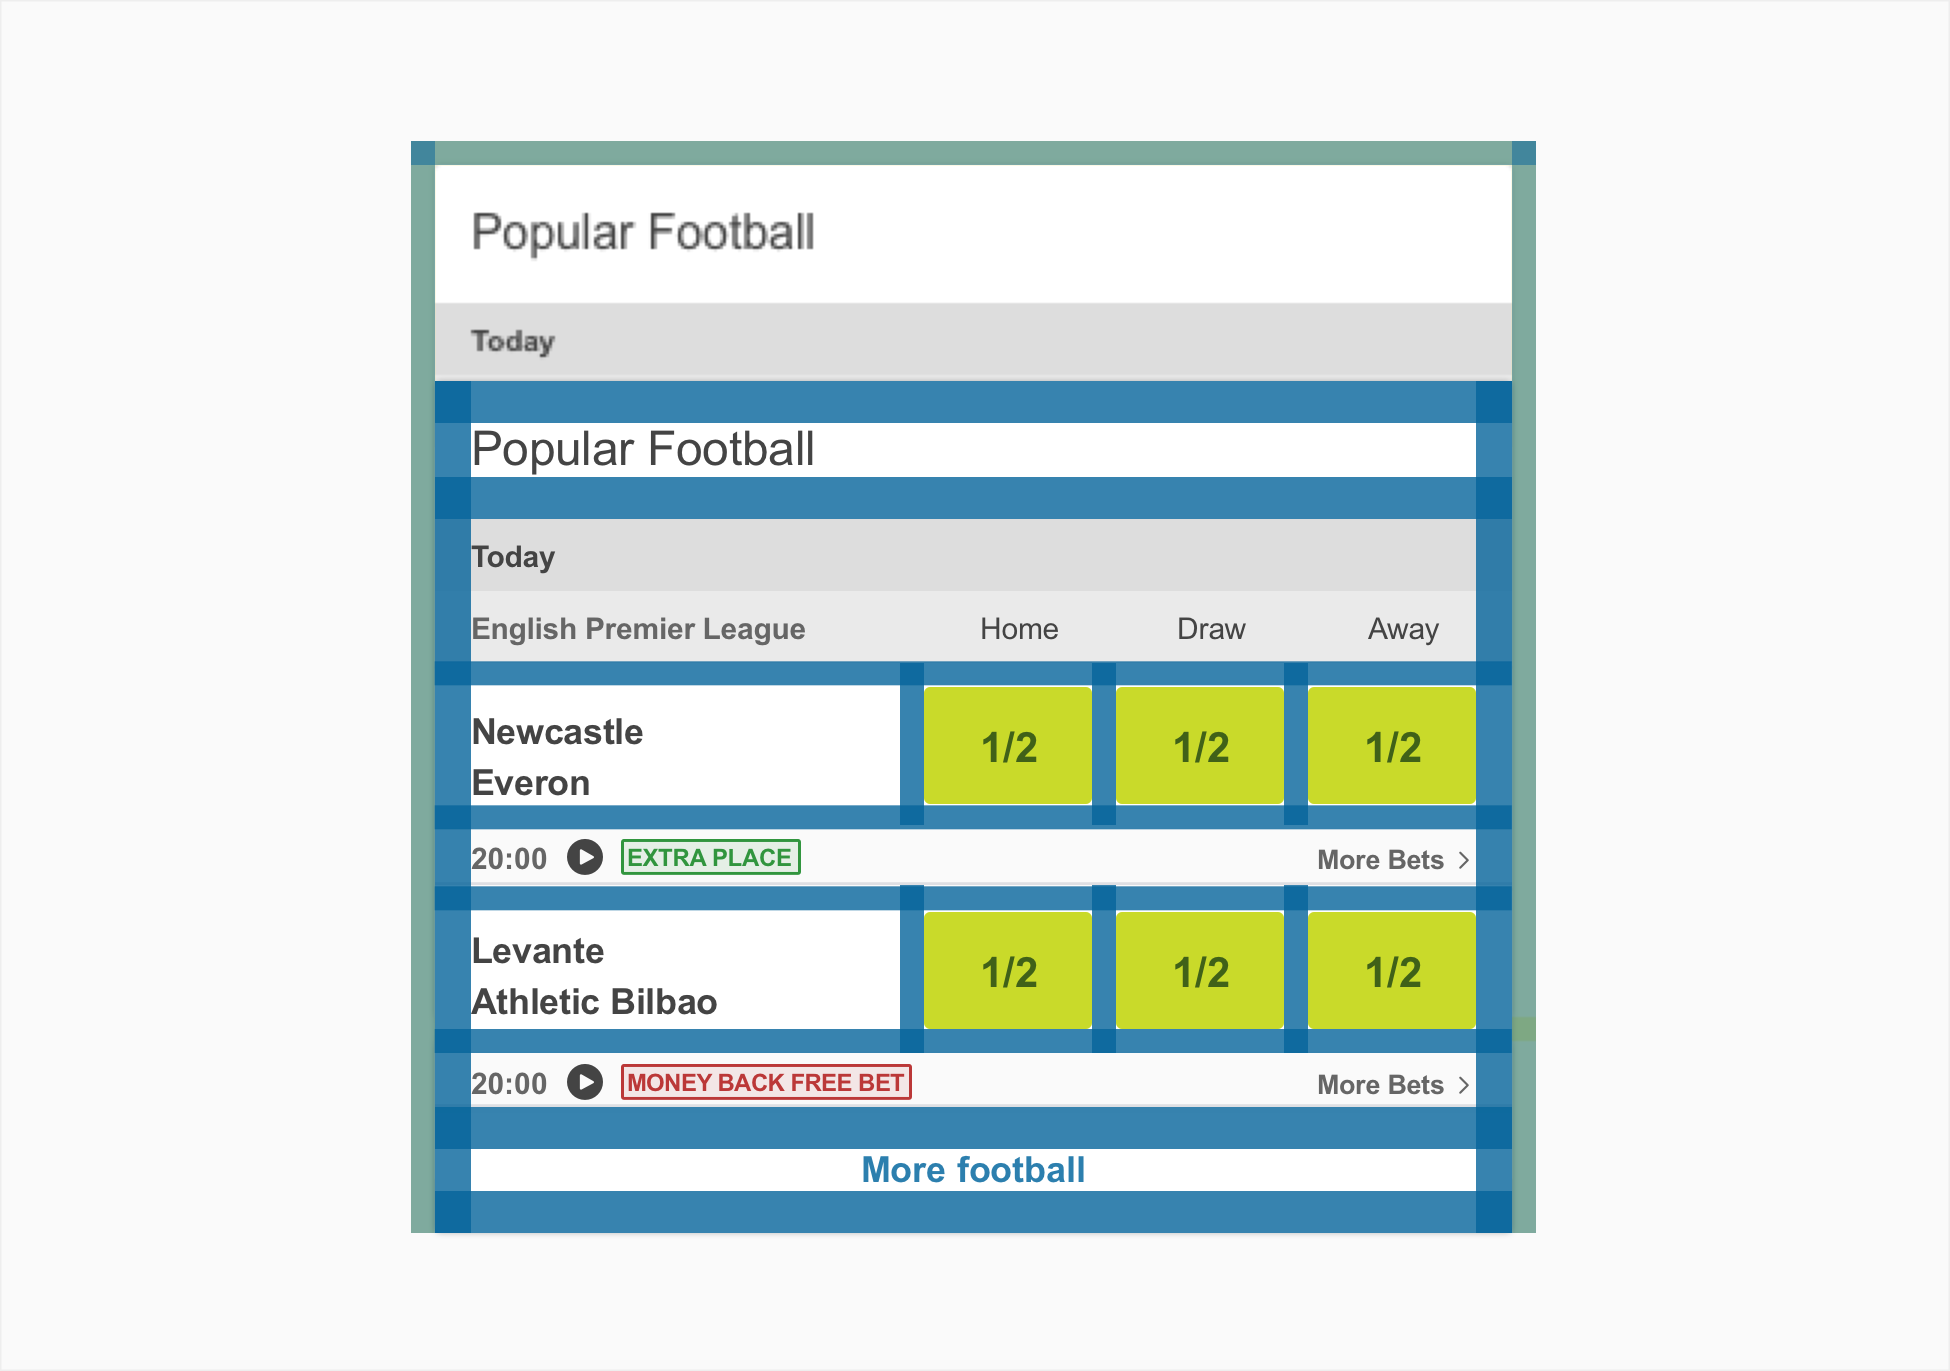 Popular Football
Today
Popular Football
Today
English Premier League Home Draw Away
Newcastle
Everon
1/2 1/2 1/2
20:00 EXTRA PLACE More Bets
Levante
Athletic Bilbao
1/2 1/2 1/2
20:00 MONEY BACK FREE BET More Bets
More football